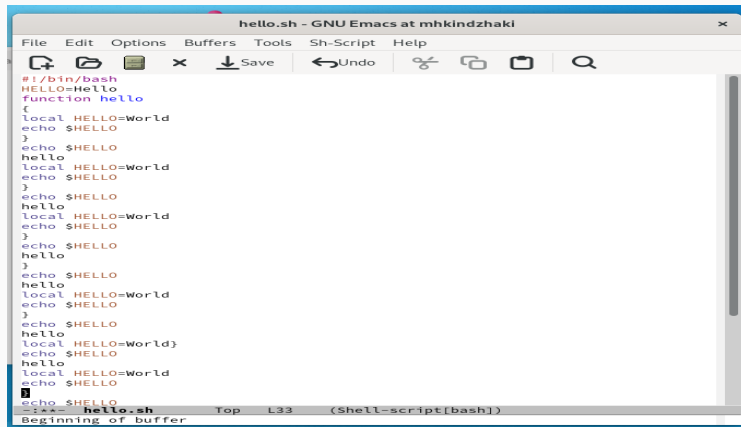 hello.sh - GNU Emacs at mhkindzhaki ×
File Edit Options Buffers Tools Sh-Script Help
Save Undo
#!/bin/bash
HELLO=Hello
function hello
{
local HELLO=World
echo $HELLO
}
echo $HELLO
hello
local HELLO=World
echo $HELLO
}
echo $HELLO
hello
local HELLO=World
echo $HELLO
}
echo $HELLO
hello
}
echo $HELLO
hello
local HELLO=World
echo $HELLO
}
echo $HELLO
hello
local HELLO=World}
echo $HELLO
hello
local HELLO=World
echo $HELLO
}
echo $HELLO
-:**- hello.sh Top L33 (Shell-script[bash])
Beginning of buffer